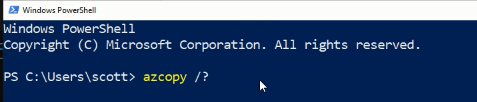 Windows PowerShell
Windows PowerShell
Copyright (C) Microsoft Corporation. All rights reserved.
PS C:\Users\scott> azcopy /?